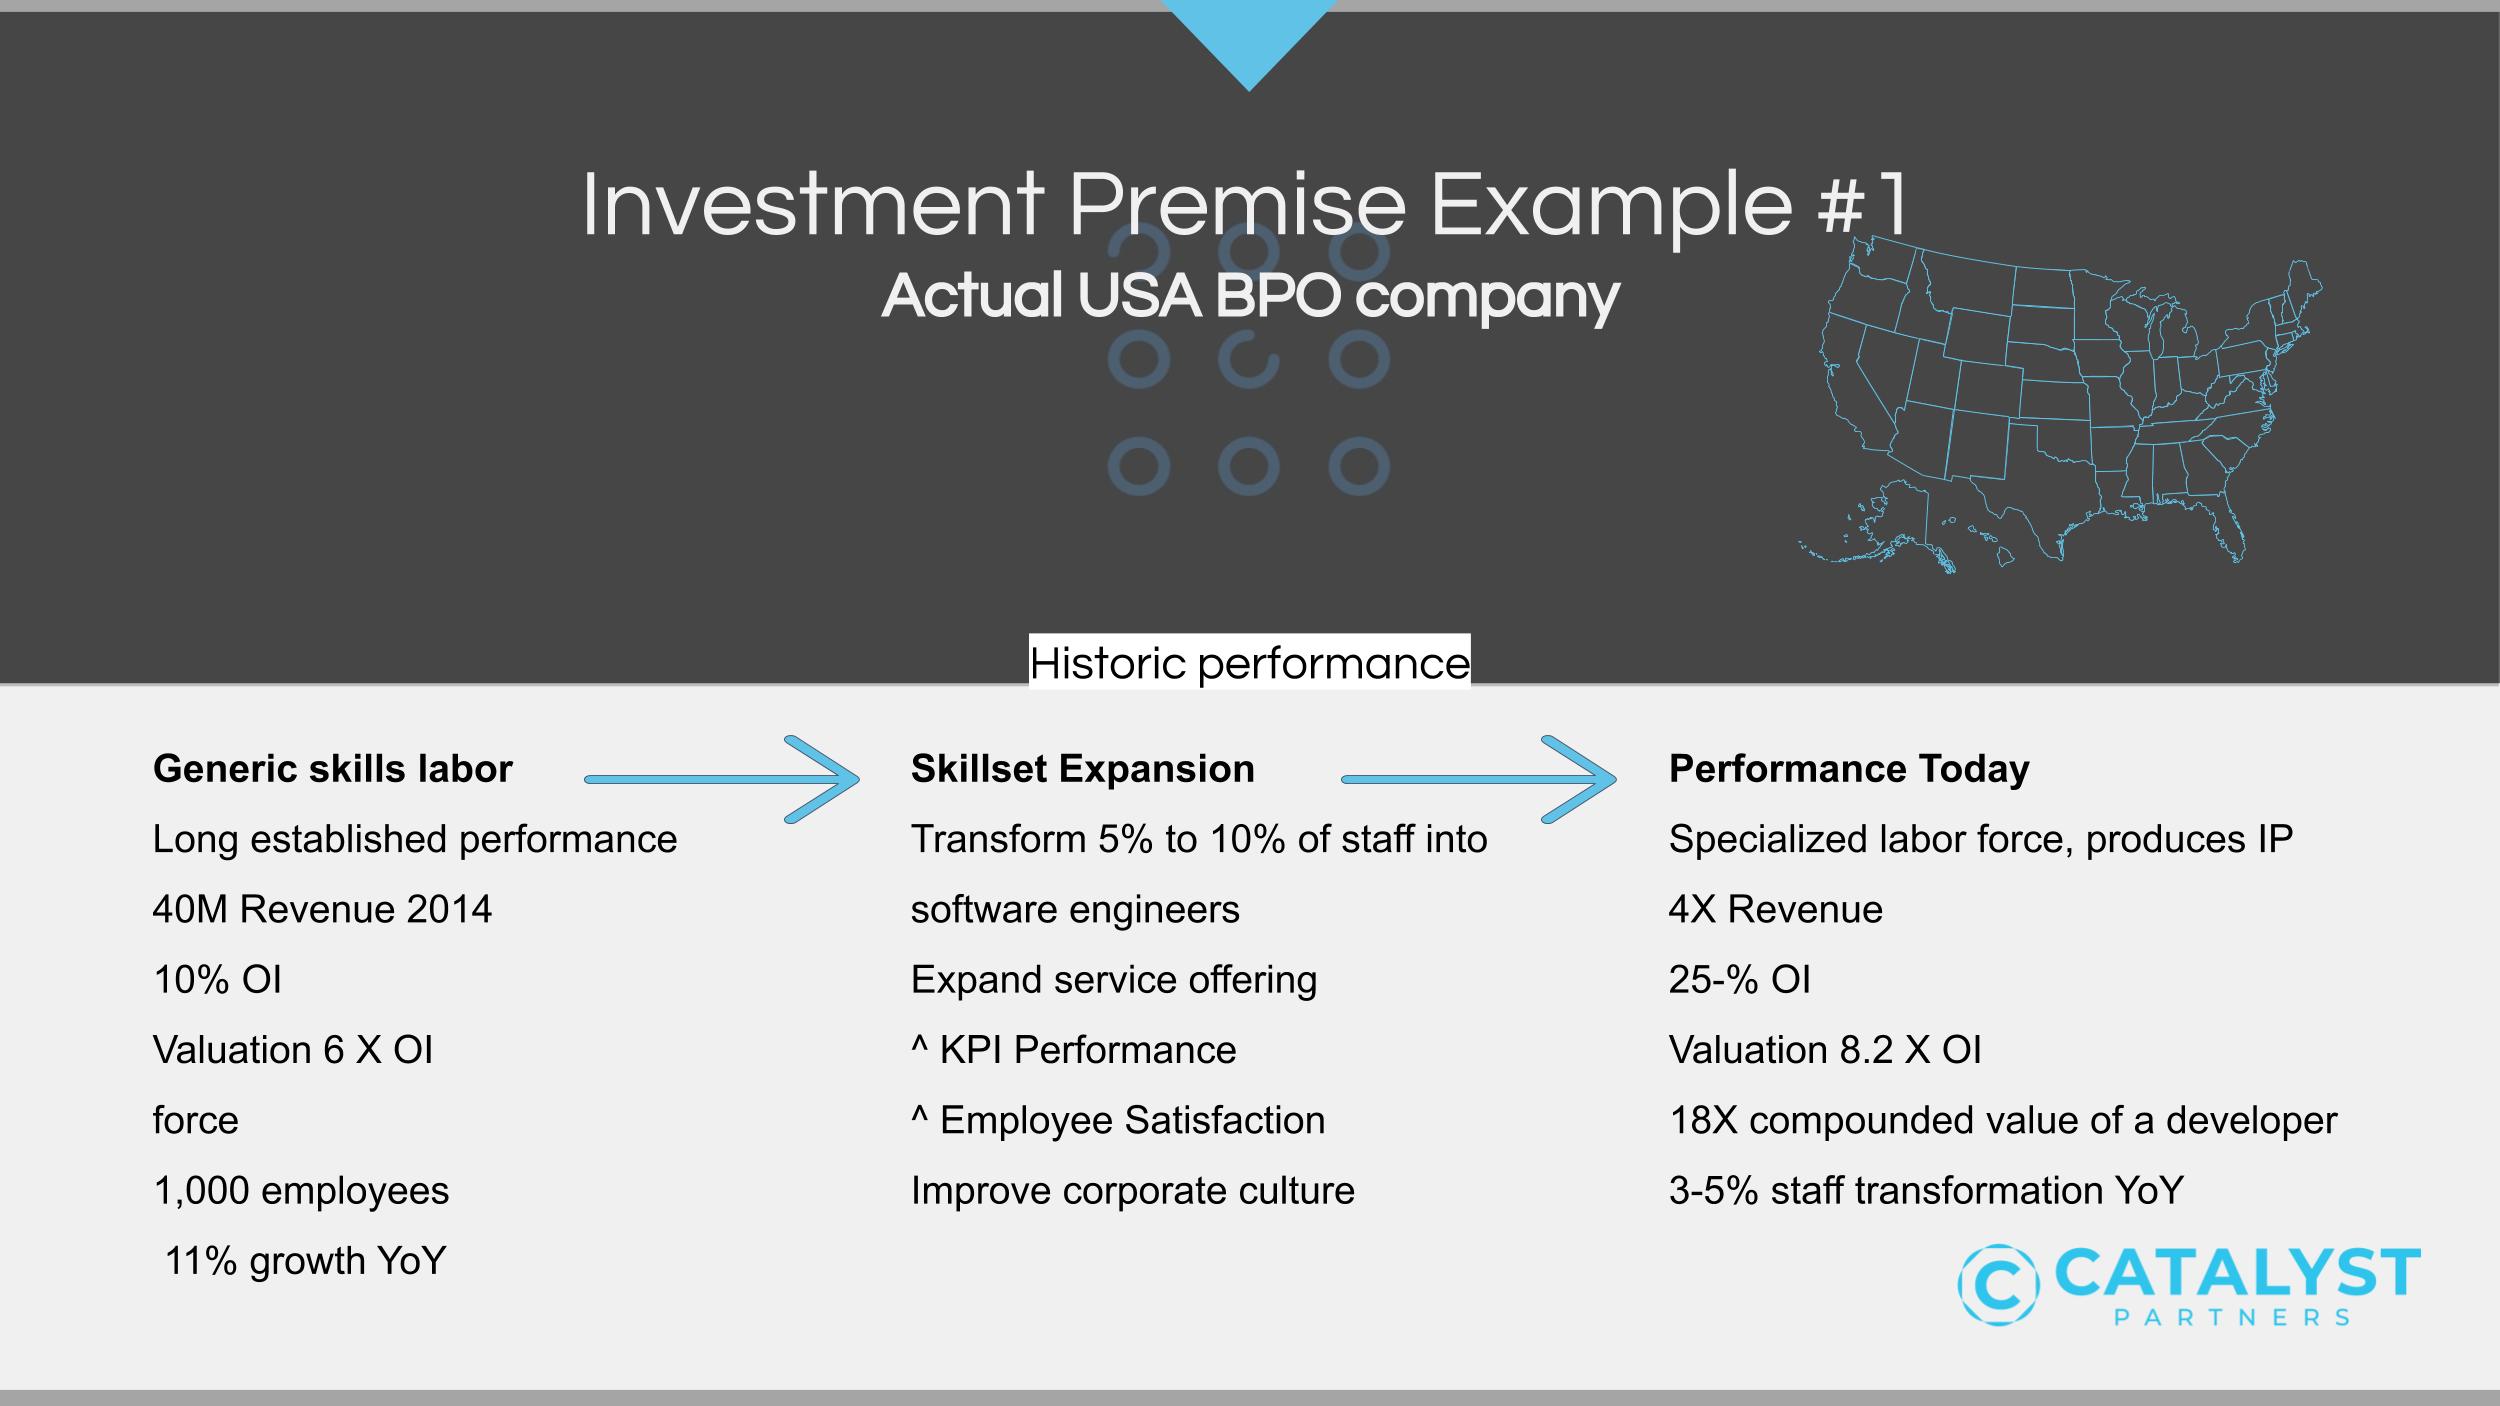 Investment Premise Example #1
Actual USA BPO company
Historic performance
Generic skills labor
Long established performance
40M Revenue 2014
10% OI
Valuation 6 X OI
force
1,000 employees
11% growth YoY
Skillset Expansion
Transform 5% to 10% of staff into
software engineers
Expand service offering
^ KPI Performance
^ Employee Satisfaction
Improve corporate culture
Performance Today
Specialized labor force, produces IP
4X Revenue
25-% OI
Valuation 8.2 X OI
18X compounded value of a developer
3-5% staff transformation YoY
C CATALYST
PARTNERS